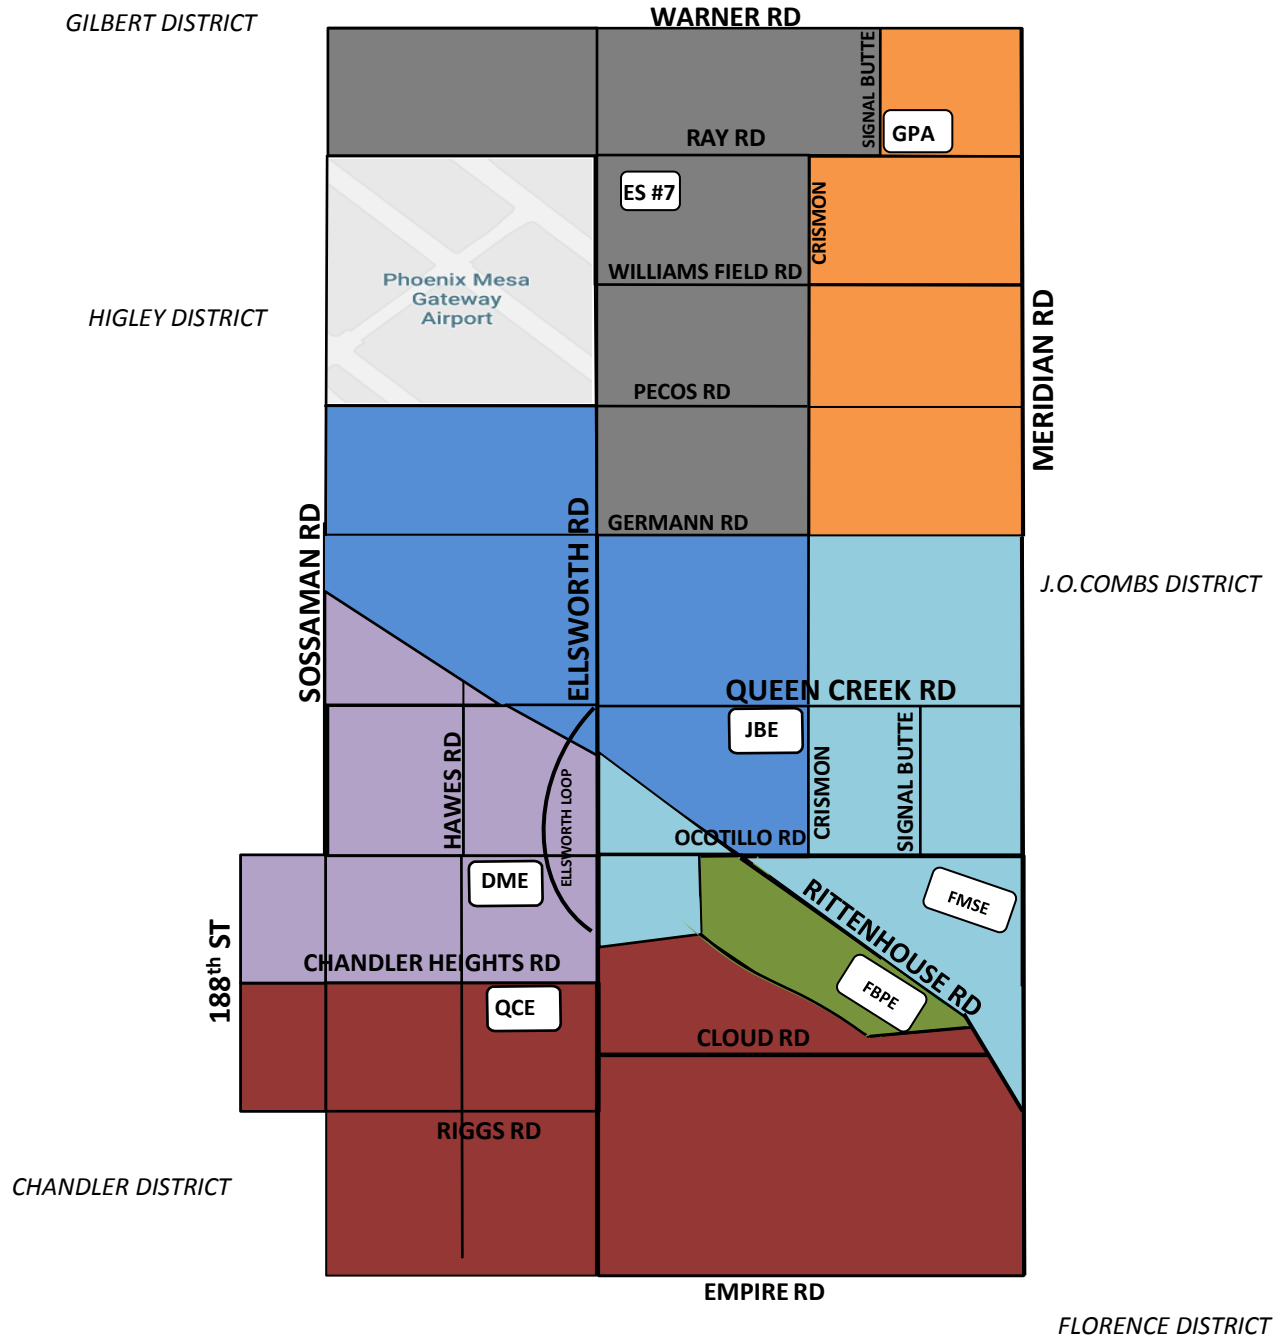 GILBERT DISTRICT
WARNER RD
SIGNAL BUTTE
GPA
RAY RD
ES #7
CRISMON
WILLIAMS FIELD RD
Phoenix Mesa
Gateway
Airport
HIGLEY DISTRICT
MERIDIAN RD
PECOS RD
GERMANN RD
SOSSAMAN RD
ELLSWORTH RD
J.O.COMBS DISTRICT
QUEEN CREEK RD
JBE
HAWES RD
CRISMON
SIGNAL BUTTE
ELLSWORTH LOOP
OCOTILLO RD
DME
RITTENHOUSE RD
FMSE
188th ST
CHANDLER HEIGHTS RD
QCE
FBPE
CLOUD RD
RIGGS RD
CHANDLER DISTRICT
EMPIRE RD
FLORENCE DISTRICT